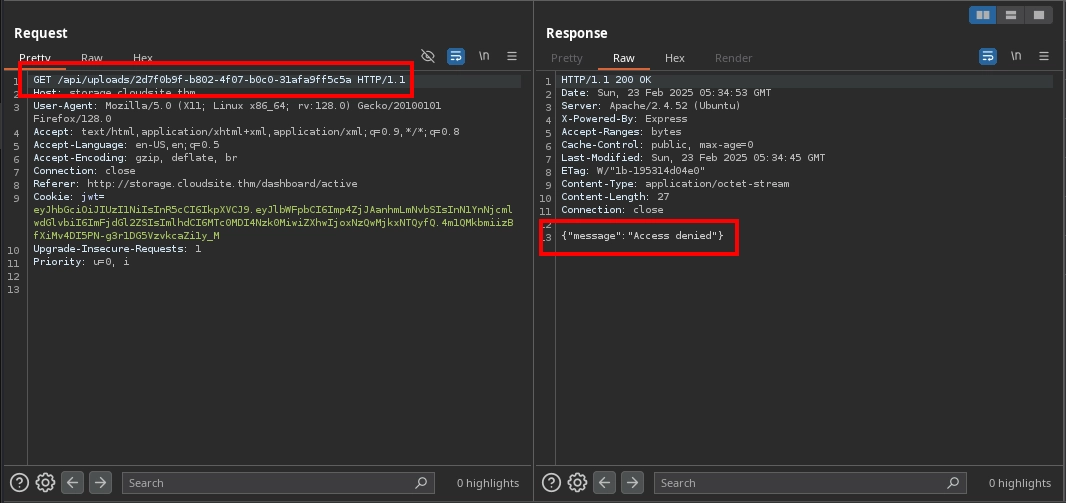 Request
Pretty Raw Hex \n
1 GET /api/uploads/2d7f0b9f-b802-4f07-b0c0-31afa9ff5c5a HTTP/1.1
2 Host: storage.cloudsite.thm
3 User-Agent: Mozilla/5.0 (X11; Linux x86_64; rv:128.0) Gecko/20100101
Firefox/128.0
4 Accept: text/html,application/xhtml+xml,application/xml;q=0.9,*/*;q=0.8
5 Accept-Language: en-US,en;q=0.5
6 Accept-Encoding: gzip, deflate, br
7 Connection: close
8 Referer: http://storage.cloudsite.thm/dashboard/active
9 Cookie: jwt=
10 Upgrade-Insecure-Requests: 1
11 Priority: u=0, i
12
13
Search 0 highlights
Response
Pretty Raw Hex Render \n
1 HTTP/1.1 200 OK
2 Date: Sun, 23 Feb 2025 05:34:53 GMT
3 Server: Apache/2.4.52 (Ubuntu)
4 X-Powered-By: Express
5 Accept-Ranges: bytes
6 Cache-Control: public, max-age=0
7 Last-Modified: Sun, 23 Feb 2025 05:34:45 GMT
8 ETag: W/"1b-195314d04e0"
9 Content-Type: application/octet-stream
10 Content-Length: 27
11 Connection: close
12
13 {"message":"Access denied"}
Search 0 highlights